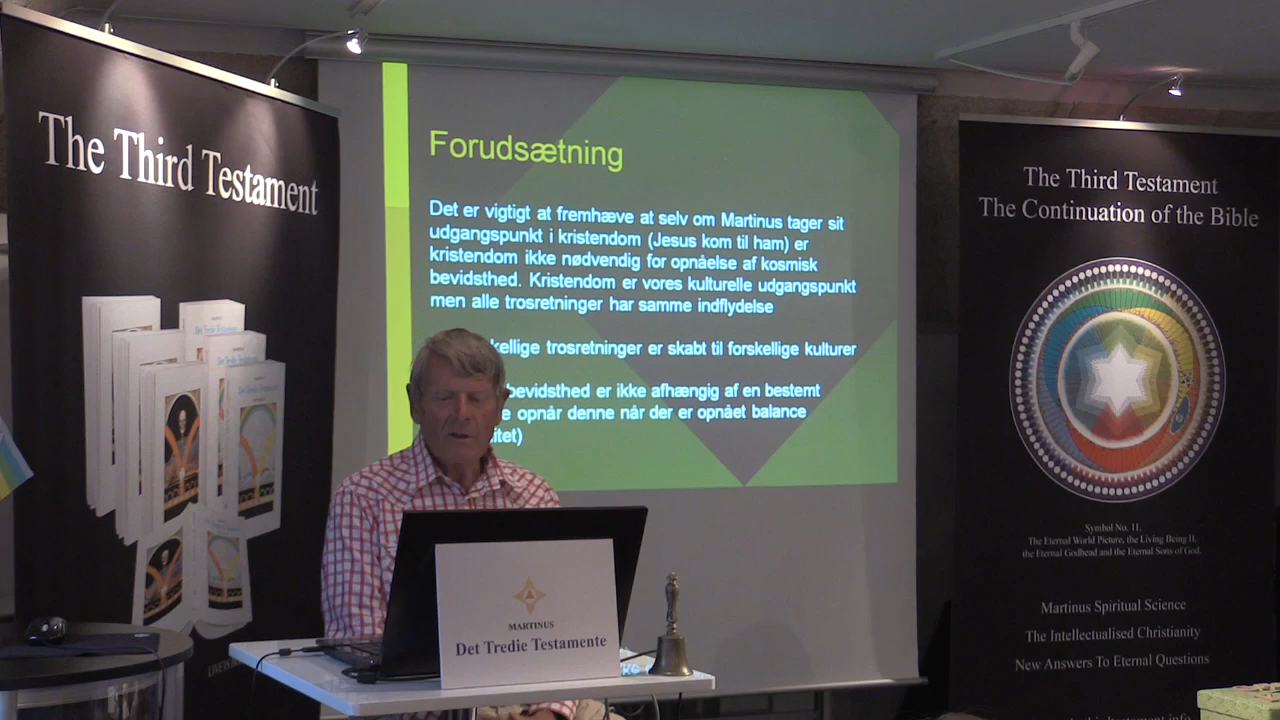 The Third Testament
Forudsætning
Det er vigtigt at fremhæve at selv om Martinus tager sit
udgangspunkt i kristendom (Jesus kom til ham) er
kristendom ikke nødvendig for opnåelse af kosmisk
bevidsthed. Kristendom er vores kulturelle udgangspunkt
men alle trosretninger har samme indflydelse
skellige trosretninger er skabt til forskellige kulturer
bevidsthed er ikke afhængig af en bestemt
opnår denne når der er opnået balance
MARTINUS
Det Tredie Testamente
The Third Testament
The Continuation of the Bible
Symbol No. 11,
The Eternal World Picture, the Living Being II,
the Eternal Godhead and the Eternal Sons of God.
Martinus Spiritual Science
The Intellectualised Christianity
New Answers To Eternal Questions